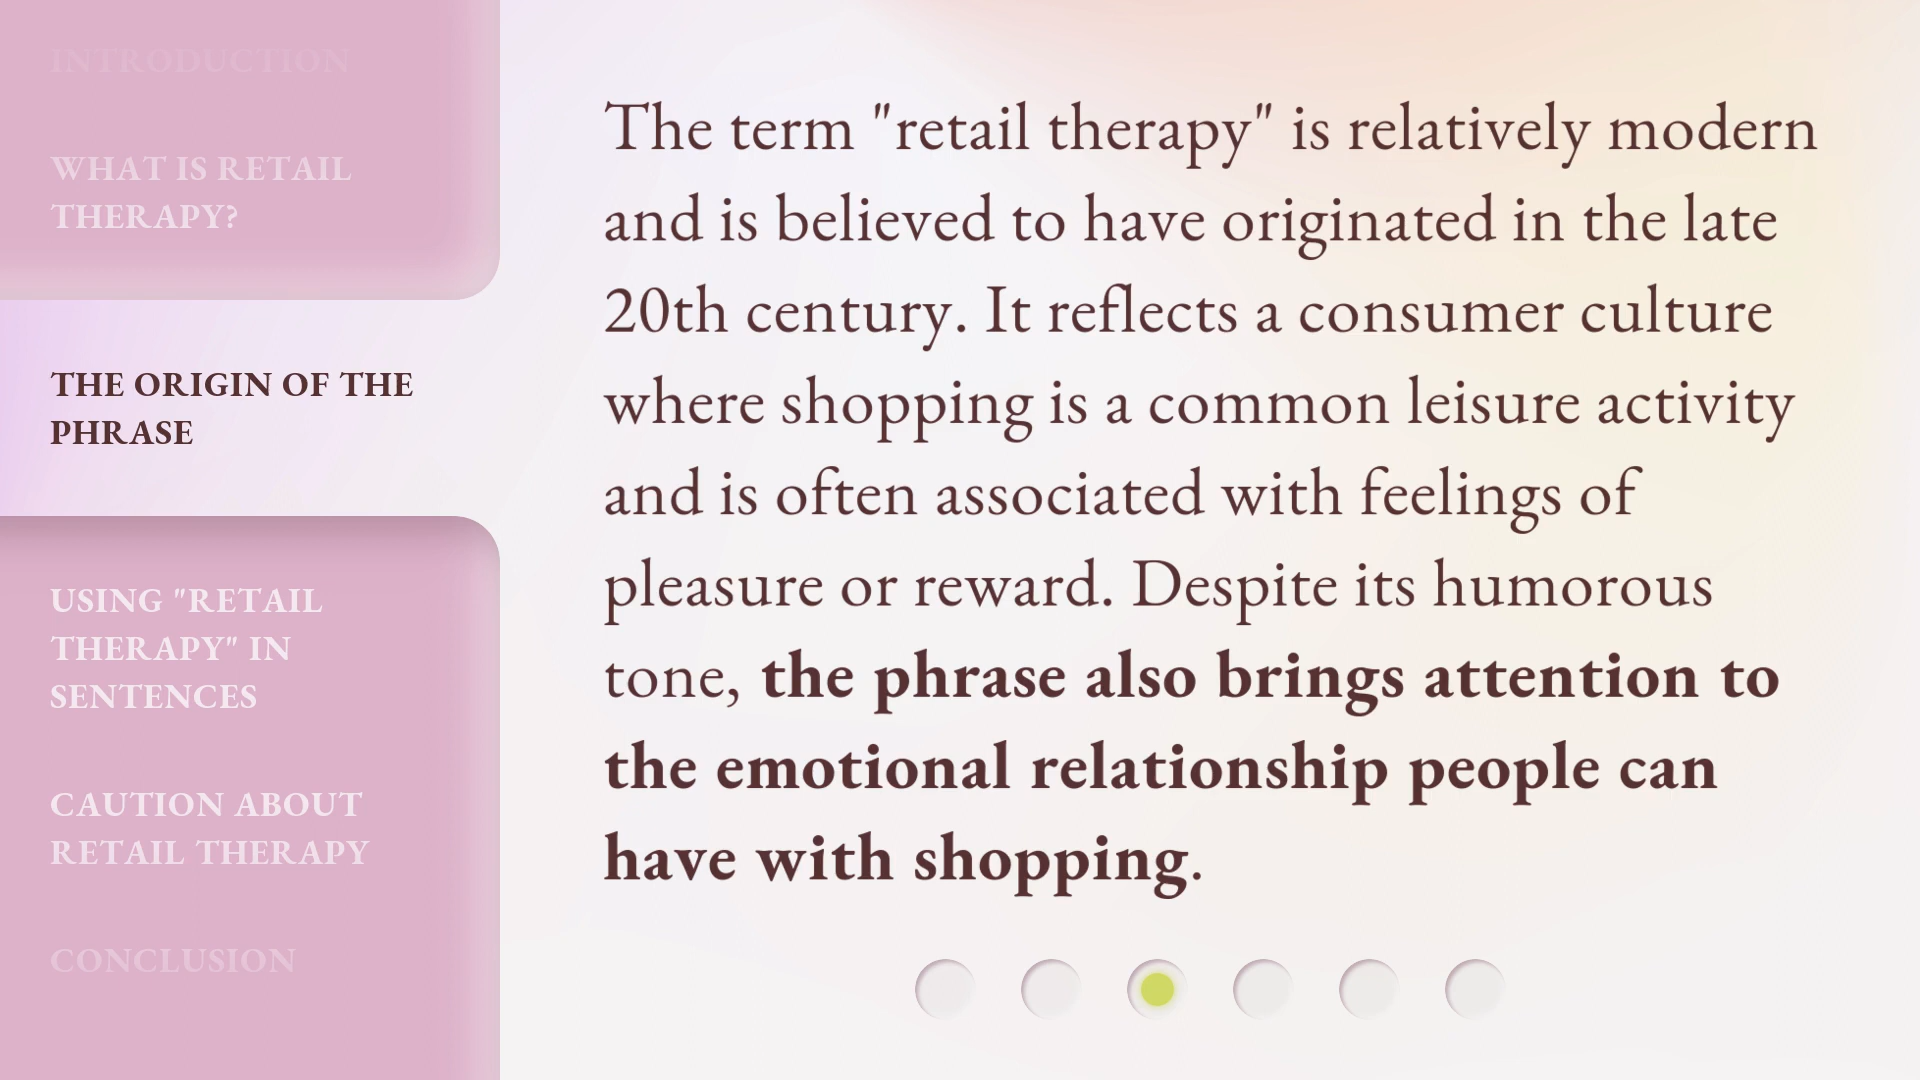 INTRODUCTION
WHAT IS RETAIL
THERAPY?
THE ORIGIN OF THE
PHRASE
USING "RETAIL
THERAPY" IN
SENTENCES
CAUTION ABOUT
RETAIL THERAPY
CONCLUSION
The term "retail therapy" is relatively modern
and is believed to have originated in the late
20th century. It reflects a consumer culture
where shopping is a common leisure activity
and is often associated with feelings of
pleasure or reward. Despite its humorous
tone, the phrase also brings attention to
the emotional relationship people can
have with shopping.